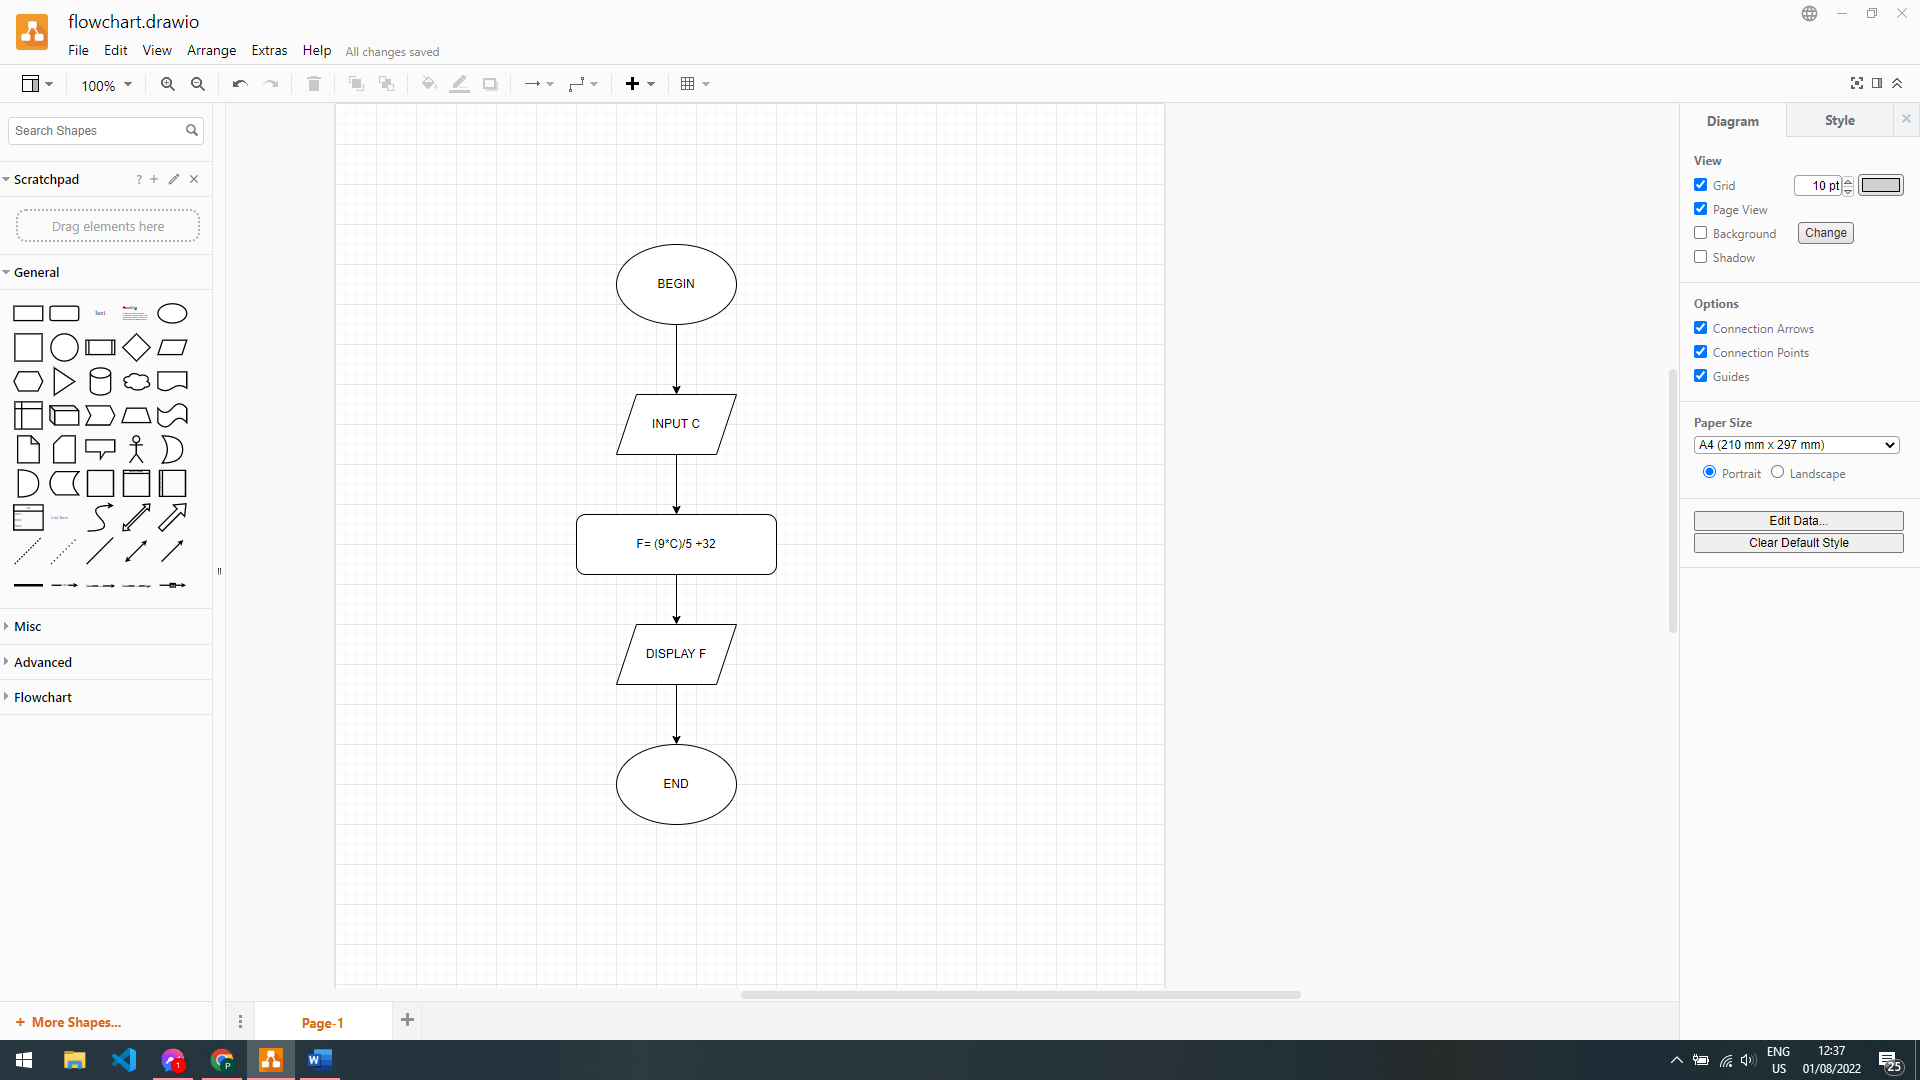 flowchart.drawio
File Edit View Arrange Extras Help All changes saved
100%
Search Shapes
Scratchpad
?
Drag elements here
General
Text
Heading
Misc
Advanced
Flowchart
+ More Shapes...
BEGIN
INPUT C
F= (9*C)/5 +32
DISPLAY F
END
Page-1
Diagram
Style
View
Grid
10 pt
Page View
Background
Change
Shadow
Options
Connection Arrows
Connection Points
Guides
Paper Size
A4 (210 mm x 297 mm)
Portrait
Landscape
Edit Data...
Clear Default Style
1
P
W
ENG
US
12:37
01/08/2022
25